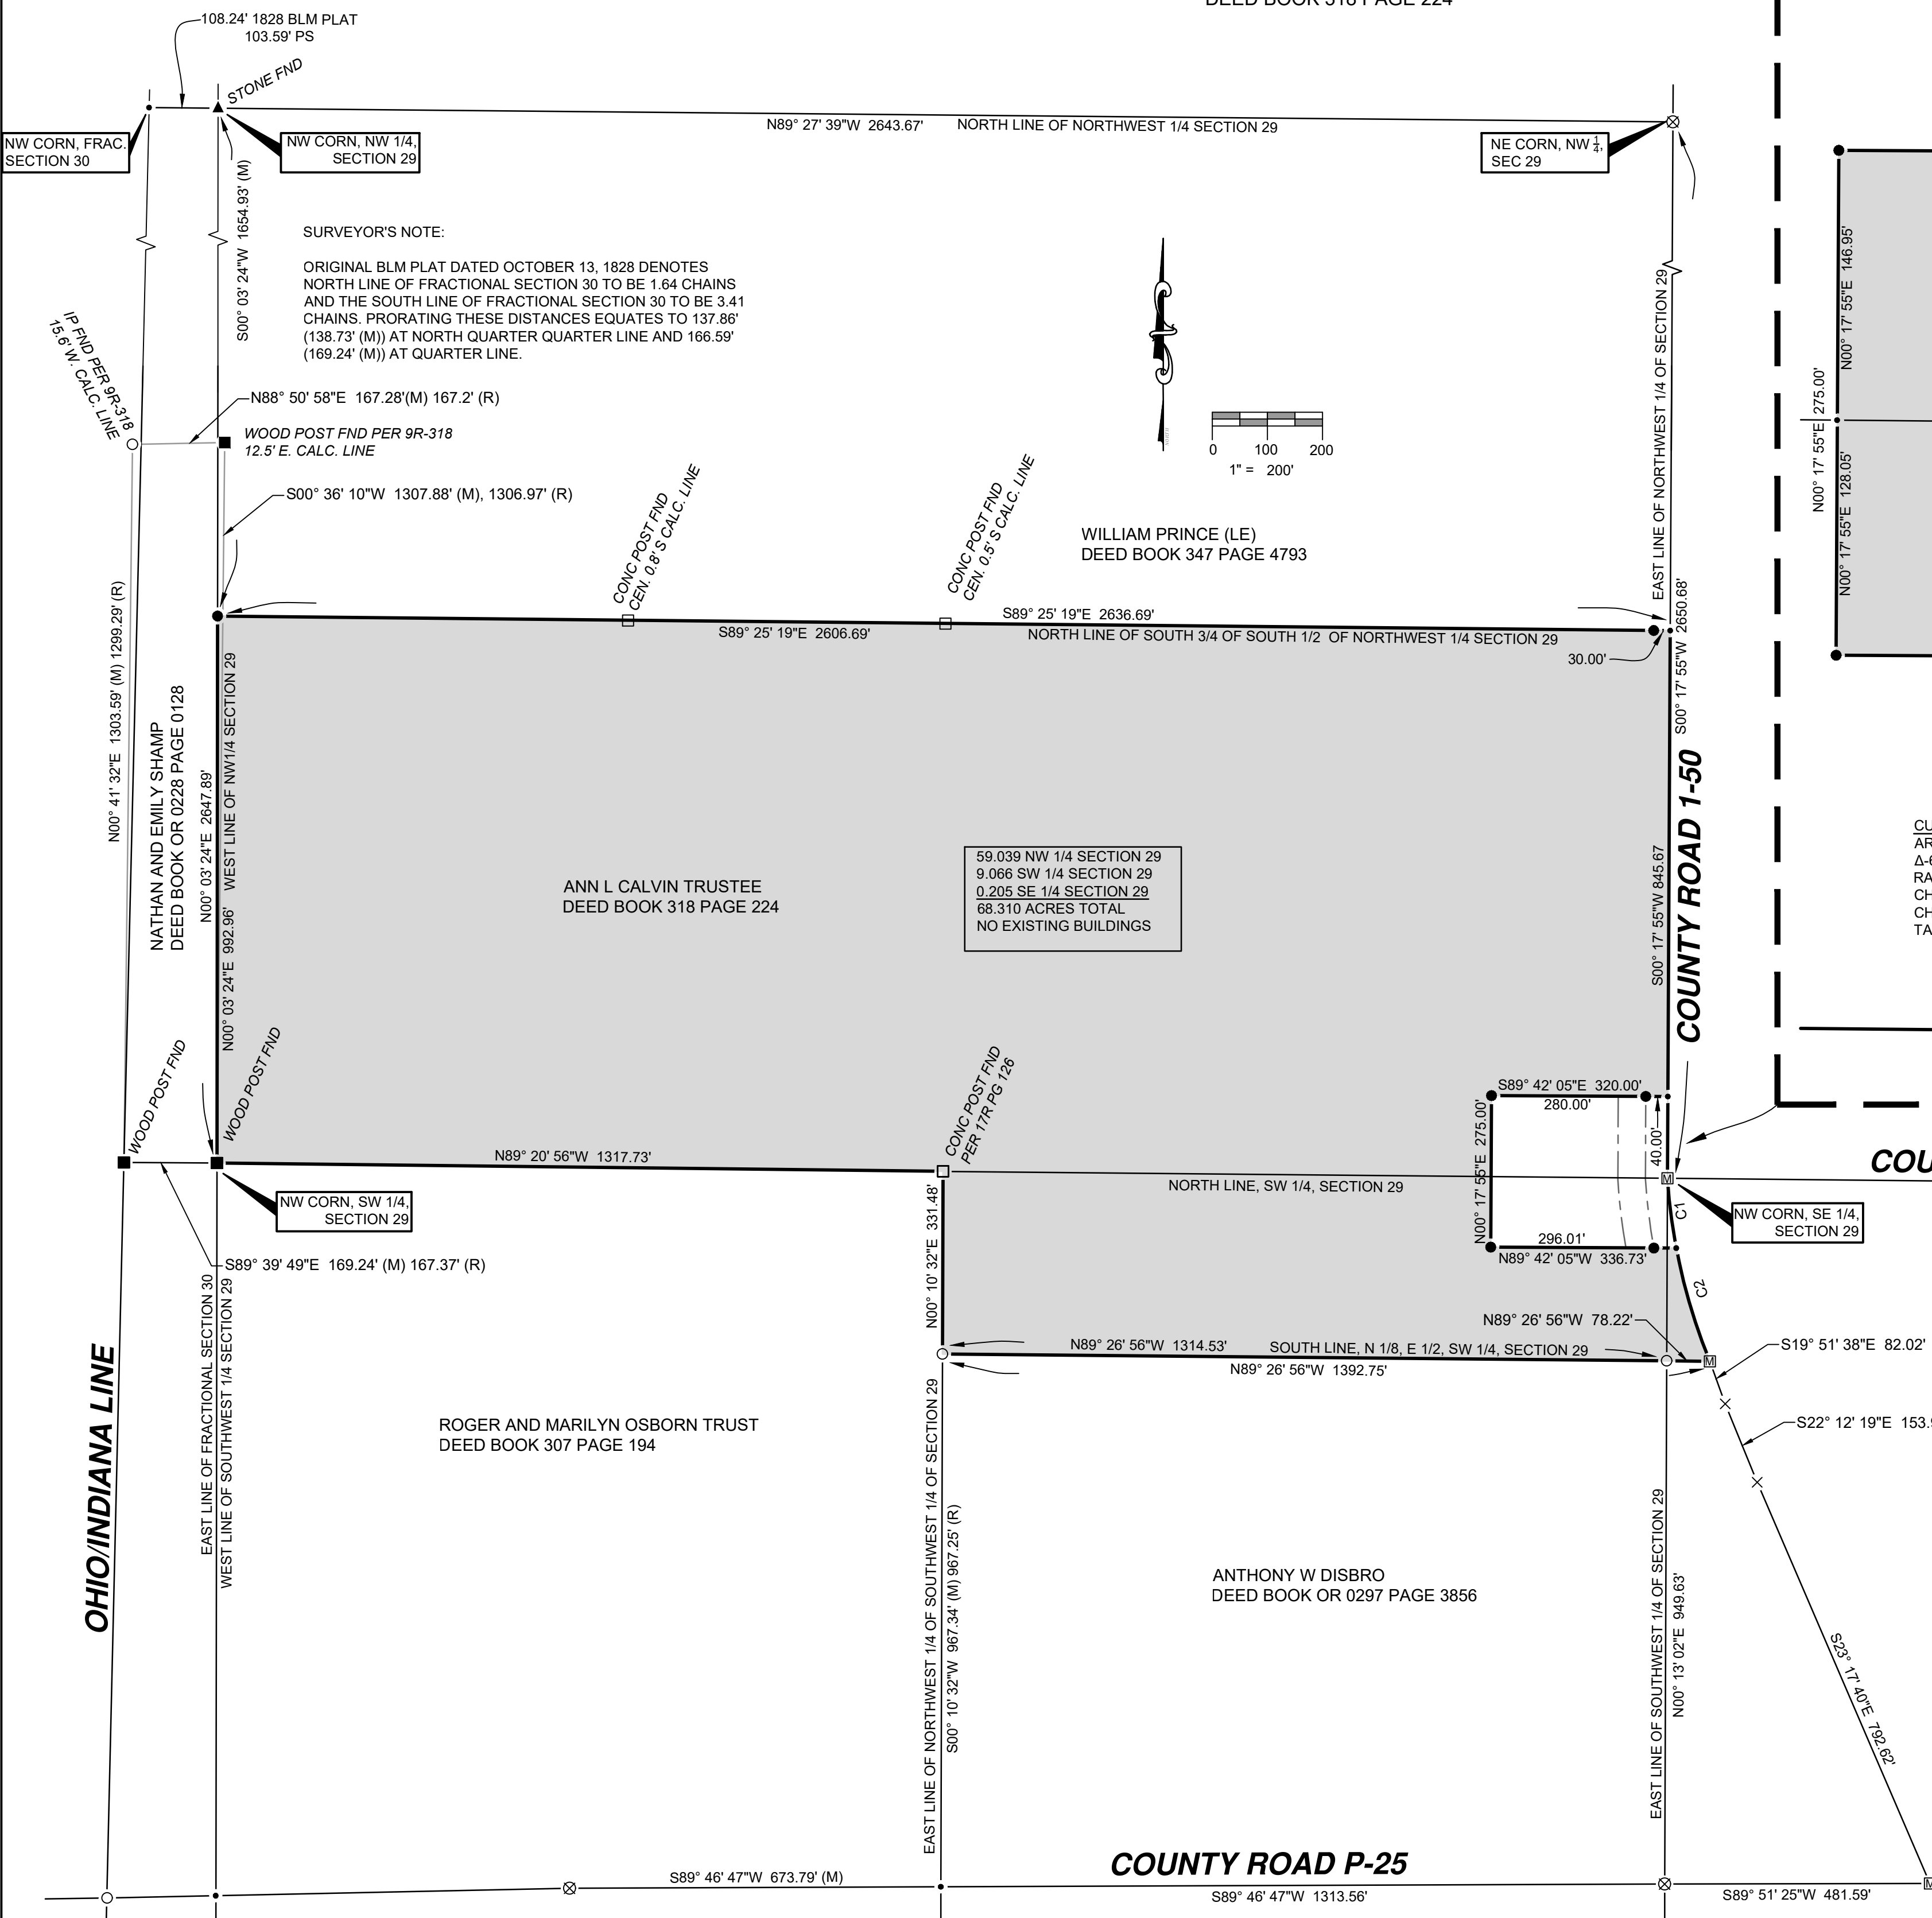 DEED BOOK 318 PAGE 224
108.24' 1828 BLM PLAT
103.59' PS
STONE FND
NW CORN, FRAC.
SECTION 30
NW CORN, NW 1/4,
SECTION 29
N89° 27' 39"W 2643.67'
NORTH LINE OF NORTHWEST 1/4 SECTION 29
NE CORN, NW 1/4,
SEC 29
S00° 03' 24"W 1654.93' (M)
SURVEYOR'S NOTE:
ORIGINAL BLM PLAT DATED OCTOBER 13, 1828 DENOTES
NORTH LINE OF FRACTIONAL SECTION 30 TO BE 1.64 CHAINS
AND THE SOUTH LINE OF FRACTIONAL SECTION 30 TO BE 3.41
CHAINS. PRORATING THESE DISTANCES EQUATES TO 137.86'
(138.73' (M)) AT NORTH QUARTER QUARTER LINE AND 166.59'
(169.24' (M)) AT QUARTER LINE.
EAST LINE OF NORTHWEST 1/4 OF SECTION 29
N00° 17' 55"E 146.95'
N00° 17' 55"E 275.00'
N00° 17' 55"E 128.05'
IP FND PER 9R-318
15.6' W. CALC. LINE
N88° 50' 58"E 167.28'(M) 167.2' (R)
WOOD POST FND PER 9R-318
12.5' E. CALC. LINE
S00° 36' 10"W 1307.88' (M), 1306.97' (R)
0 100 200
1" = 200'
CONC POST FND
CEN. 0.8' S CALC. LINE
CONC POST FND
CEN. 0.5' S CALC. LINE
WILLIAM PRINCE (LE)
DEED BOOK 347 PAGE 4793
S89° 25' 19"E 2636.69'
S89° 25' 19"E 2606.69'
NORTH LINE OF SOUTH 3/4 OF SOUTH 1/2 OF NORTHWEST 1/4 SECTION 29
30.00'
S00° 17' 55"W 2650.68'
N00° 41' 32"E 1303.59' (M) 1299.29' (R)
NATHAN AND EMILY SHAMP
DEED BOOK OR 0228 PAGE 0128
N00° 03' 24"E 2647.89'
WEST LINE OF NW1/4 SECTION 29
N00° 03' 24"E 992.96'
COUNTY ROAD 1-50
S00° 17' 55"W 845.67
ANN L CALVIN TRUSTEE
DEED BOOK 318 PAGE 224
59.039 NW 1/4 SECTION 29
9.066 SW 1/4 SECTION 29
0.205 SE 1/4 SECTION 29
68.310 ACRES TOTAL
NO EXISTING BUILDINGS
CU
AR
Δ-6
RA
CH
CH
TA
WOOD POST FND
WOOD POST FND
CONC POST FND
PER 17R PG 126
S89° 42' 05"E 320.00'
280.00'
N00° 17' 55"E 275.00'
40.00'
N89° 20' 56"W 1317.73'
NORTH LINE, SW 1/4, SECTION 29
M
COU
NW CORN, SW 1/4,
SECTION 29
NW CORN, SE 1/4,
SECTION 29
C1
296.01'
N89° 42' 05"W 336.73'
S89° 39' 49"E 169.24' (M) 167.37' (R)
N00° 10' 32"E 331.48'
C2
N89° 26' 56"W 78.22'
N89° 26' 56"W 1314.53'
SOUTH LINE, N 1/8, E 1/2, SW 1/4, SECTION 29
N89° 26' 56"W 1392.75'
M
S19° 51' 38"E 82.02'
S22° 12' 19"E 153.9
OHIO/INDIANA LINE
EAST LINE OF FRACTIONAL SECTION 30
WEST LINE OF SOUTHWEST 1/4 SECTION 29
ROGER AND MARILYN OSBORN TRUST
DEED BOOK 307 PAGE 194
EAST LINE OF NORTHWEST 1/4 OF SOUTHWEST 1/4 OF SECTION 29
S00° 10' 32"W 967.34' (M) 967.25' (R)
ANTHONY W DISBRO
DEED BOOK OR 0297 PAGE 3856
EAST LINE OF SOUTHWEST 1/4 OF SECTION 29
N00° 13' 02"E 949.63'
S23° 17' 40"E 792.62'
COUNTY ROAD P-25
S89° 46' 47"W 673.79' (M)
S89° 46' 47"W 1313.56'
S89° 51' 25"W 481.59'
M